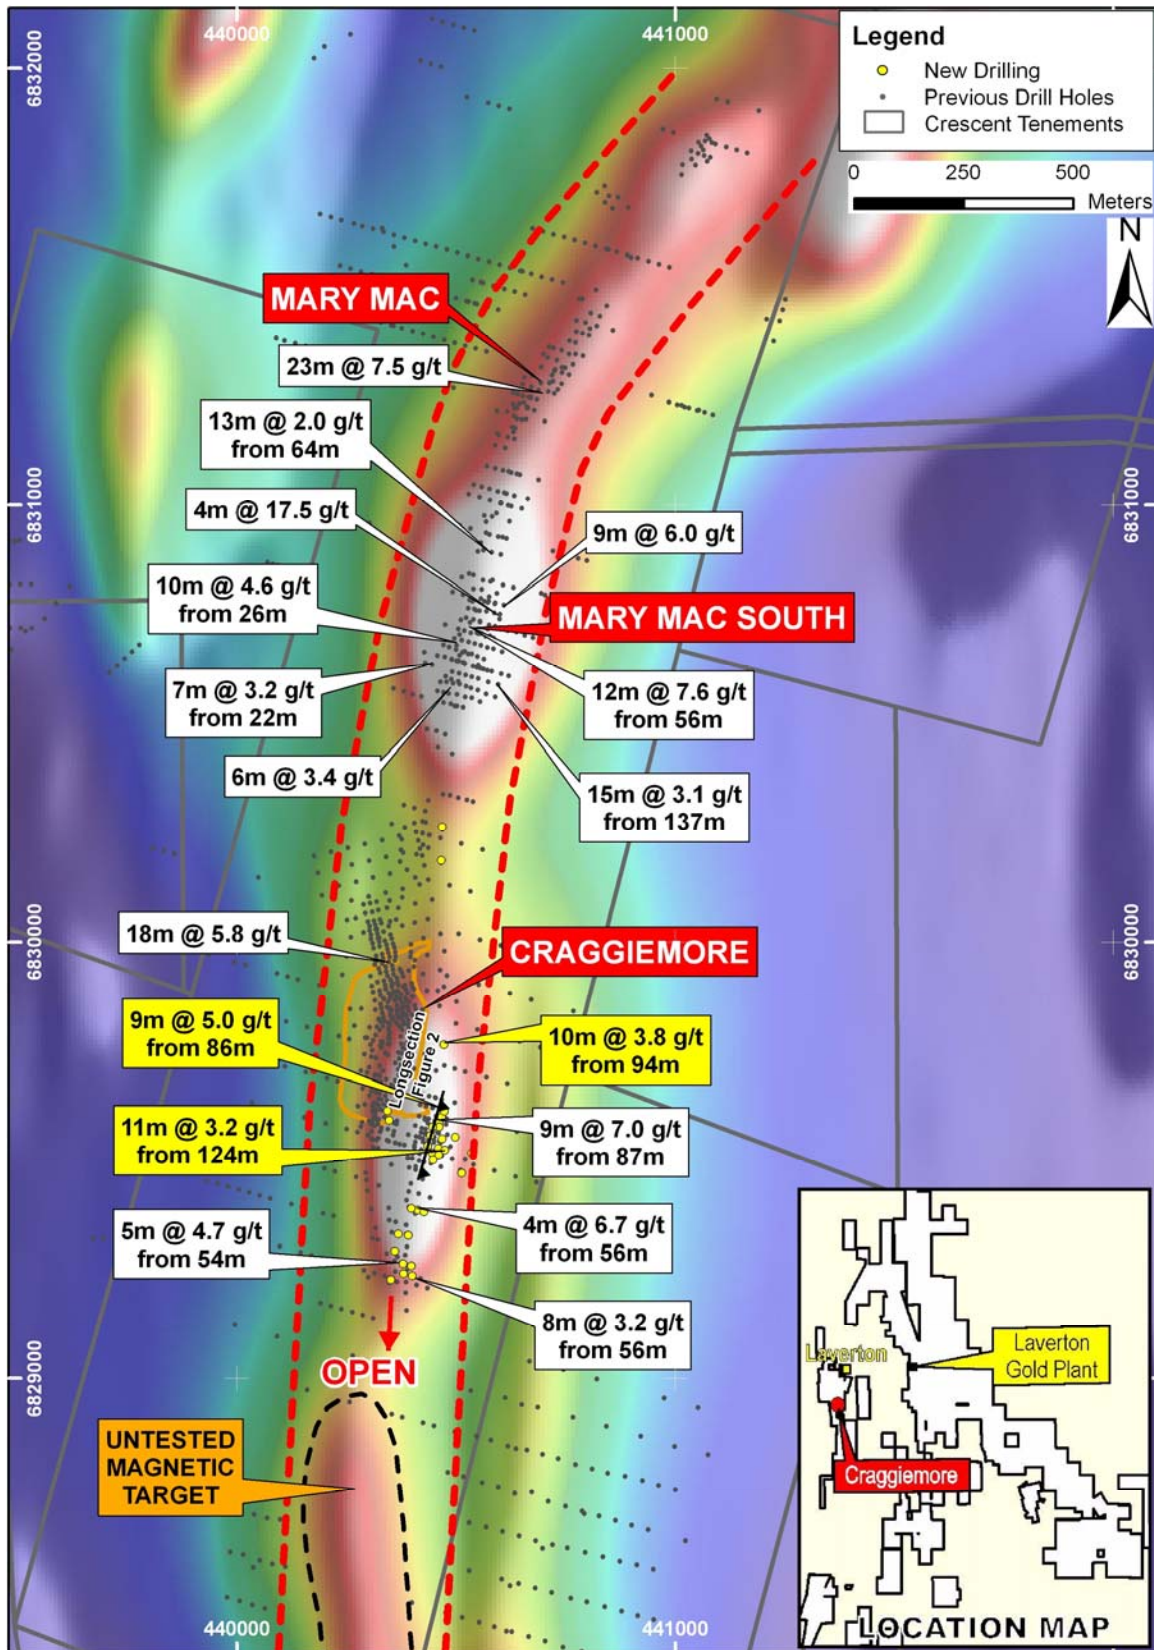 440000
441000
6832000
Legend
New Drilling
Previous Drill Holes
Crescent Tenements
0 250 500
Meters
N
MARY MAC
23m @ 7.5 g/t
13m @ 2.0 g/t
from 64m
4m @ 17.5 g/t
9m @ 6.0 g/t
6831000
6831000
10m @ 4.6 g/t
from 26m
MARY MAC SOUTH
7m @ 3.2 g/t
from 22m
12m @ 7.6 g/t
from 56m
6m @ 3.4 g/t
15m @ 3.1 g/t
from 137m
18m @ 5.8 g/t
CRAGGIEMORE
6830000
6830000
9m @ 5.0 g/t
from 86m
Longsection
Figure 2
10m @ 3.8 g/t
from 94m
11m @ 3.2 g/t
from 124m
9m @ 7.0 g/t
from 87m
5m @ 4.7 g/t
from 54m
4m @ 6.7 g/t
from 56m
8m @ 3.2 g/t
from 56m
OPEN
6829000
UNTESTED
MAGNETIC
TARGET
Laverton
Laverton
Gold Plant
Craggiemore
LOCATION MAP
440000
441000